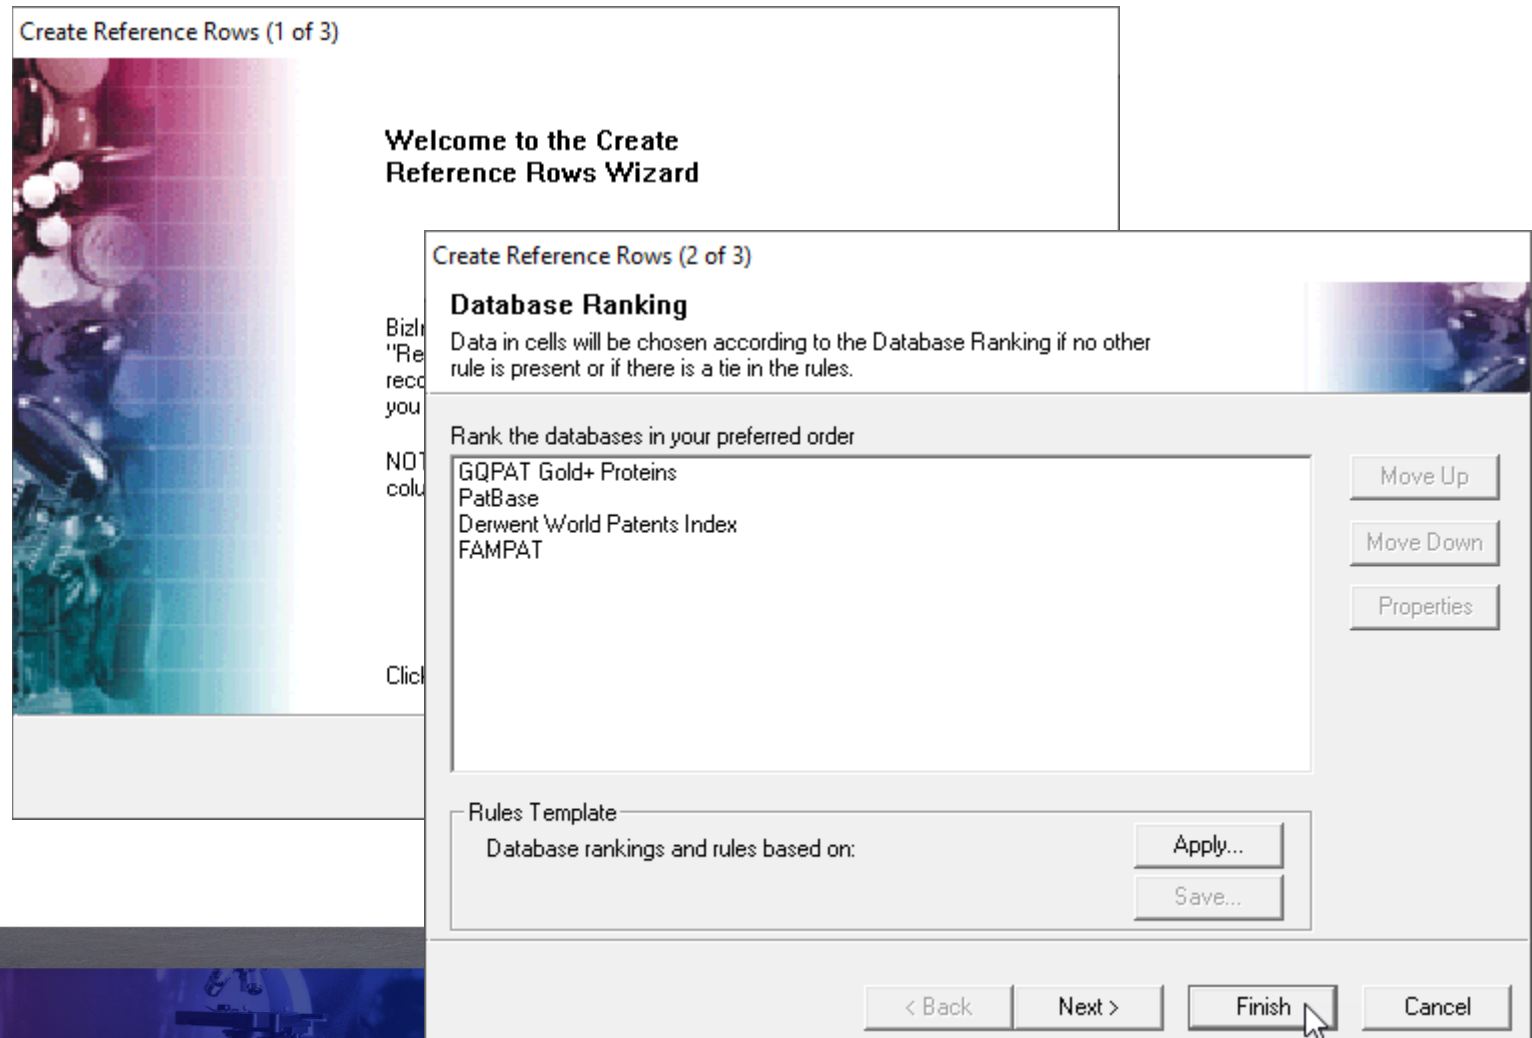 Create Reference Rows (1 of 3)
Welcome to the Create
Reference Rows Wizard
"Re
you
Create Reference Rows (2 of 3)
Database Ranking
Data in cells will be chosen according to the Database Ranking if no other
rule is present or if there is a tie in the rules.
Rank the databases in your preferred order
GQPAT Gold+ Proteins
PatBase
Derwent World Patents Index
FAMPAT
Move Up
Move Down
Properties
Rules Template
Database rankings and rules based on:
Apply...
Save...
< Back
Next >
Finish
Cancel